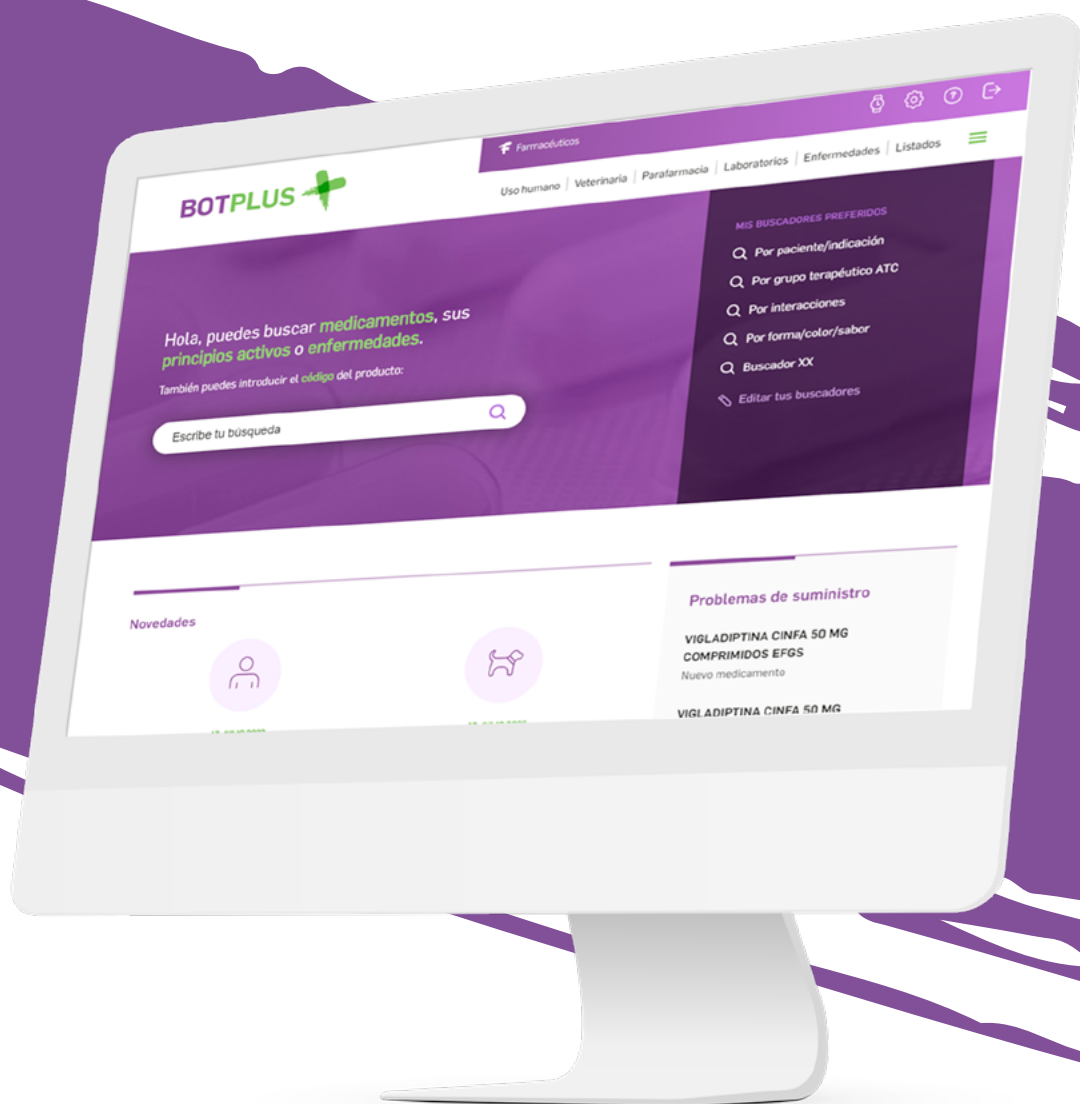 Farmacéuticos
BOTPLUS
Uso humano | Veterinaria | Parafarmacia | Laboratorios | Enfermedades | Listados
Hola, puedes buscar medicamentos, sus
principios activos o enfermedades.
También puedes introducir el código del producto:
Escribe tu búsqueda
MIS BUSCADORES PREFERIDOS
Por paciente/indicación
Por grupo terapéutico ATC
Por interacciones
Por forma/color/sabor
Buscador XX
Editar tus buscadores
Novedades
Problemas de suministro
VIGLADIPTINA CINFA 50 MG
COMPRIMIDOS EFGS
Nuevo medicamento
VIGLADIPTINA CINFA 50 MG